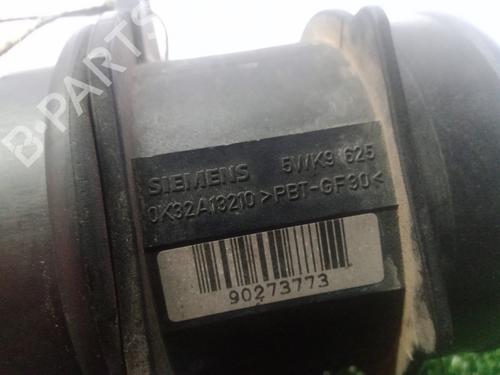 B-PARTS
SIEMENS 5WK9 625
0K32A13210 >PBT-GF30<
90273773